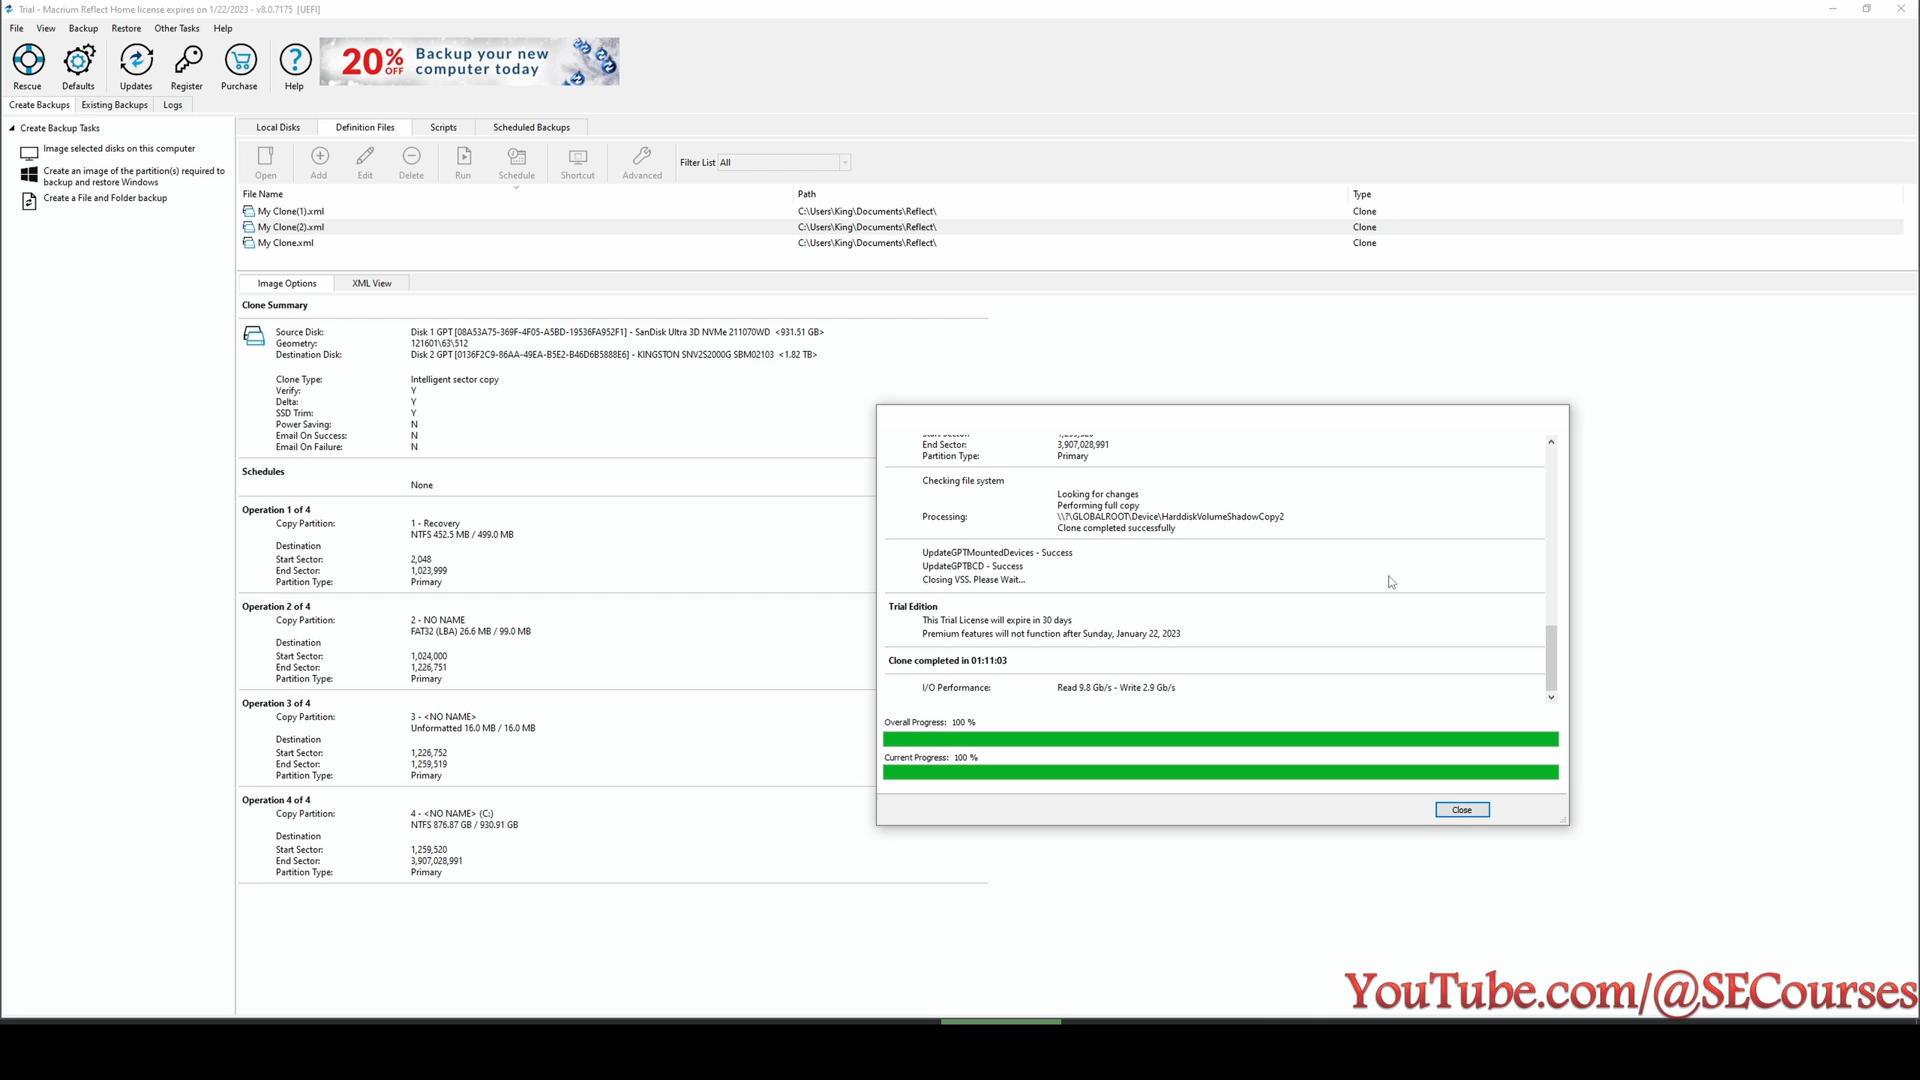 Trial - Macrium Reflect Home license expires on 1/22/2023 - v8.0.7175 [UEFI]
File View Backup Restore Other Tasks Help
Rescue Defaults Updates Register Purchase Help
20% OFF Backup your new
computer today
Create Backups Existing Backups Logs
Create Backup Tasks
Image selected disks on this computer
Create an image of the partition(s) required to
backup and restore Windows
Create a File and Folder backup
Local Disks Definition Files Scripts Scheduled Backups
Open Add Edit Delete Run Schedule Shortcut Advanced Filter List All
File Name Path Type
My Clone(1).xml C:\Users\King\Documents\Reflect\ Clone
My Clone(2).xml C:\Users\King\Documents\Reflect\ Clone
My Clone.xml C:\Users\King\Documents\Reflect\ Clone
Image Options XML View
Clone Summary
Source Disk: Disk 1 GPT [08A53A75-369F-4F05-A5BD-19536FA952F1] - SanDisk Ultra 3D NVMe 211070WD <931.51 GB>
Geometry: 121601\63\512
Destination Disk: Disk 2 GPT [0136F2C9-86AA-49EA-B5E2-B46D6B5888E6] - KINGSTON SNV2S2000G SBM02103 <1.82 TB>
Clone Type: Intelligent sector copy
Verify: Y
Delta: Y
SSD Trim: Y
Power Saving: N
Email On Success: N
Email On Failure: N
Schedules
None
Operation 1 of 4
Copy Partition: 1 - Recovery
NTFS 452.5 MB / 499.0 MB
Destination
Start Sector: 2,048
End Sector: 1,023,999
Partition Type: Primary
Operation 2 of 4
Copy Partition: 2 - NO NAME
FAT32 (LBA) 26.6 MB / 99.0 MB
Destination
Start Sector: 1,024,000
End Sector: 1,226,751
Partition Type: Primary
Operation 3 of 4
Copy Partition: 3 - <NO NAME>
Unformatted 16.0 MB / 16.0 MB
Destination
Start Sector: 1,226,752
End Sector: 1,259,519
Partition Type: Primary
Operation 4 of 4
Copy Partition: 4 - <NO NAME> (C:)
NTFS 876.87 GB / 930.91 GB
Destination
Start Sector: 1,259,520
End Sector: 3,907,028,991
Partition Type: Primary
Start Sector: 1,259,520
End Sector: 3,907,028,991
Partition Type: Primary
Checking file system
Looking for changes
Performing full copy
Processing: \\?\GLOBALROOT\Device\HarddiskVolumeShadowCopy2
Clone completed successfully
UpdateGPTMountedDevices - Success
UpdateGPTBCD - Success
Closing VSS. Please Wait...
Trial Edition
This Trial License will expire in 30 days
Premium features will not function after Sunday, January 22, 2023
Clone completed in 01:11:03
I/O Performance: Read 9.8 Gb/s - Write 2.9 Gb/s
Overall Progress: 100 %
Current Progress: 100 %
Close
YouTube.com/@SECourses